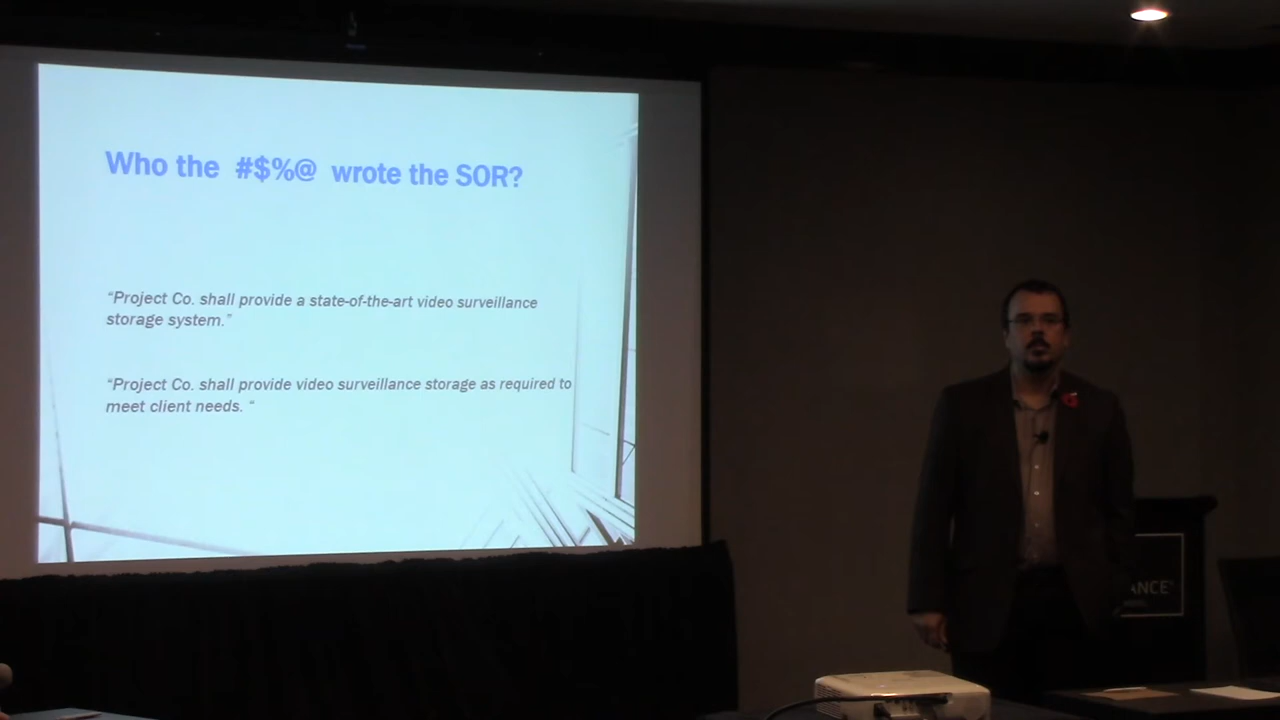 Who the #$%@ wrote the SOR?
“Project Co. shall provide a state-of-the-art video surveillance
storage system.”
“Project Co. shall provide video surveillance storage as required to
meet client needs. “
ANCE